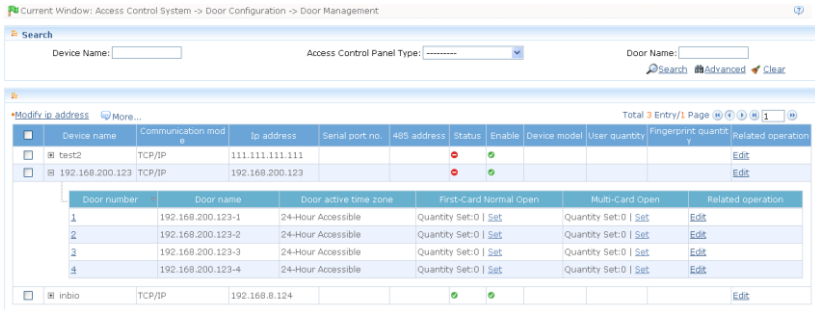 Current Window: Access Control System -> Door Configuration -> Door Management
Search
Device Name: Access Control Panel Type: --------- Door Name:
Search Advanced Clear
Modify ip address More... Total 3 Entry/1 Page 1
Device name Communication mode Ip address Serial port no. 485 address Status Enable Device model User quantity Fingerprint quantity Related operation
test2 TCP/IP 111.111.111.111 Edit
192.168.200.123 TCP/IP 192.168.200.123 Edit
Door number Door name Door active time zone First-Card Normal Open Multi-Card Open Related operation
1 192.168.200.123-1 24-Hour Accessible Quantity Set:0 | Set Quantity Set:0 | Set Edit
2 192.168.200.123-2 24-Hour Accessible Quantity Set:0 | Set Quantity Set:0 | Set Edit
3 192.168.200.123-3 24-Hour Accessible Quantity Set:0 | Set Quantity Set:0 | Set Edit
4 192.168.200.123-4 24-Hour Accessible Quantity Set:0 | Set Quantity Set:0 | Set Edit
inbio TCP/IP 192.168.8.124 Edit